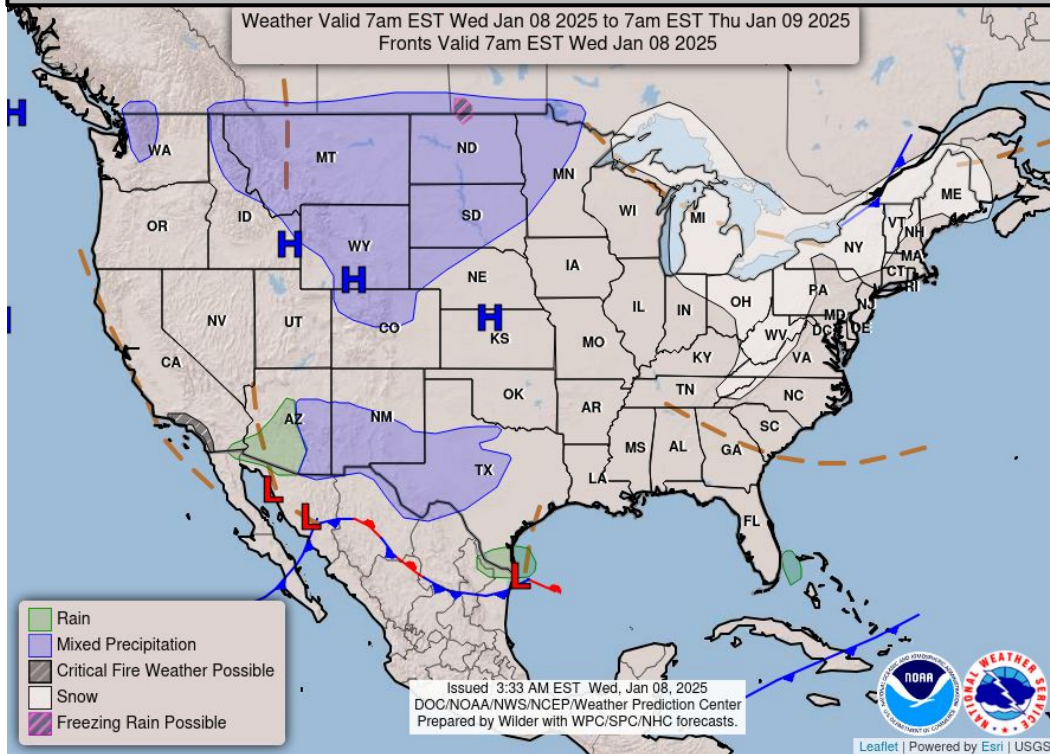 Weather Valid 7am EST Wed Jan 08 2025 to 7am EST Thu Jan 09 2025
Fronts Valid 7am EST Wed Jan 08 2025
H
WA
MT
ND
MN
ME
OR
ID
WY
SD
WI
MI
NY
VT
NH
MA
CT
RI
H
H
H
NE
IA
PA
NJ
NV
UT
CO
KS
IL
IN
OH
MD
DE
DC
WV
VA
CA
MO
KY
AZ
NM
OK
AR
TN
NC
SC
TX
LA
MS
AL
GA
FL
L
L
L
Rain
Mixed Precipitation
Critical Fire Weather Possible
Snow
Freezing Rain Possible
Issued 3:33 AM EST Wed, Jan 08, 2025
DOC/NOAA/NWS/NCEP/Weather Prediction Center
Prepared by Wilder with WPC/SPC/NHC forecasts.
NOAA
NATIONAL WEATHER SERVICE
Leaflet | Powered by Esri | USGS